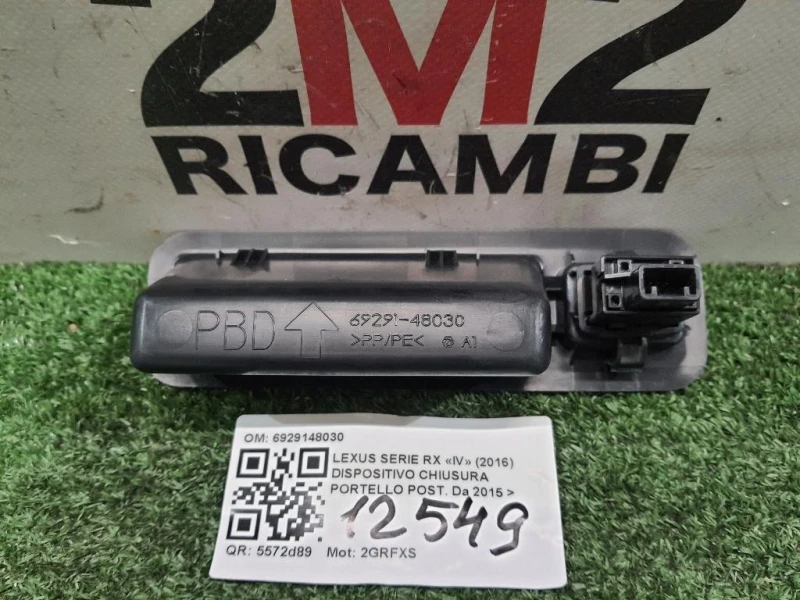 2M2
RICAMBI
PBD
69291-48030
>PP/PE< A1
OM: 6929148030
LEXUS SERIE RX «IV» (2016)
DISPOSITIVO CHIUSURA
PORTELLO POST. Da 2015 >
12549
QR: 5572d89 Mot: 2GRFXS